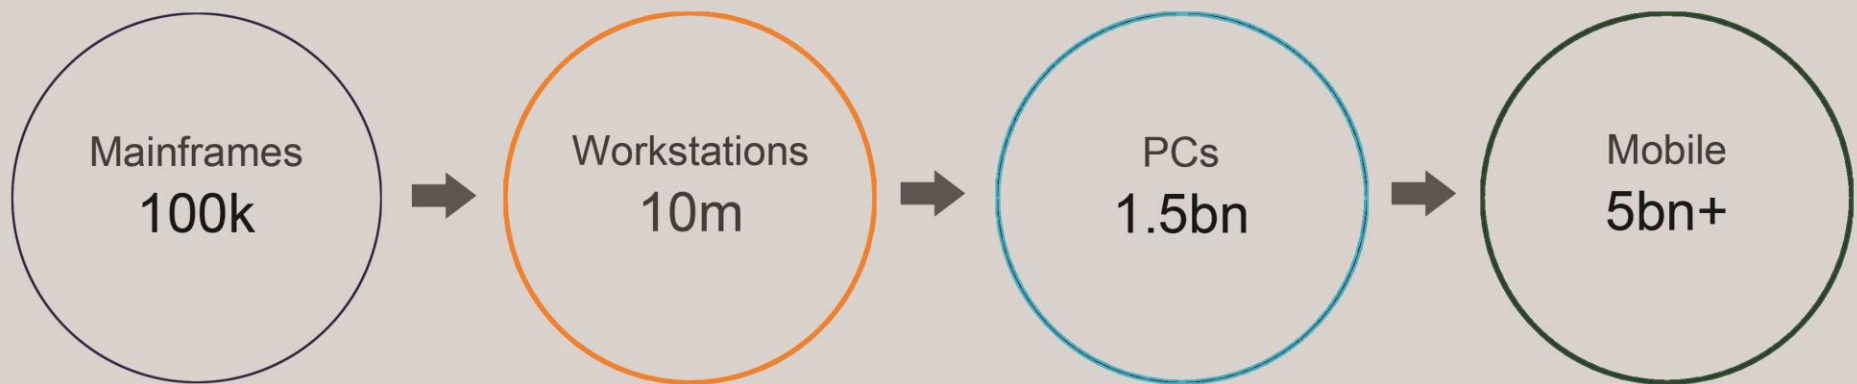 Mainframes
100k
Workstations
10m
PCs
1.5bn
Mobile
5bn+